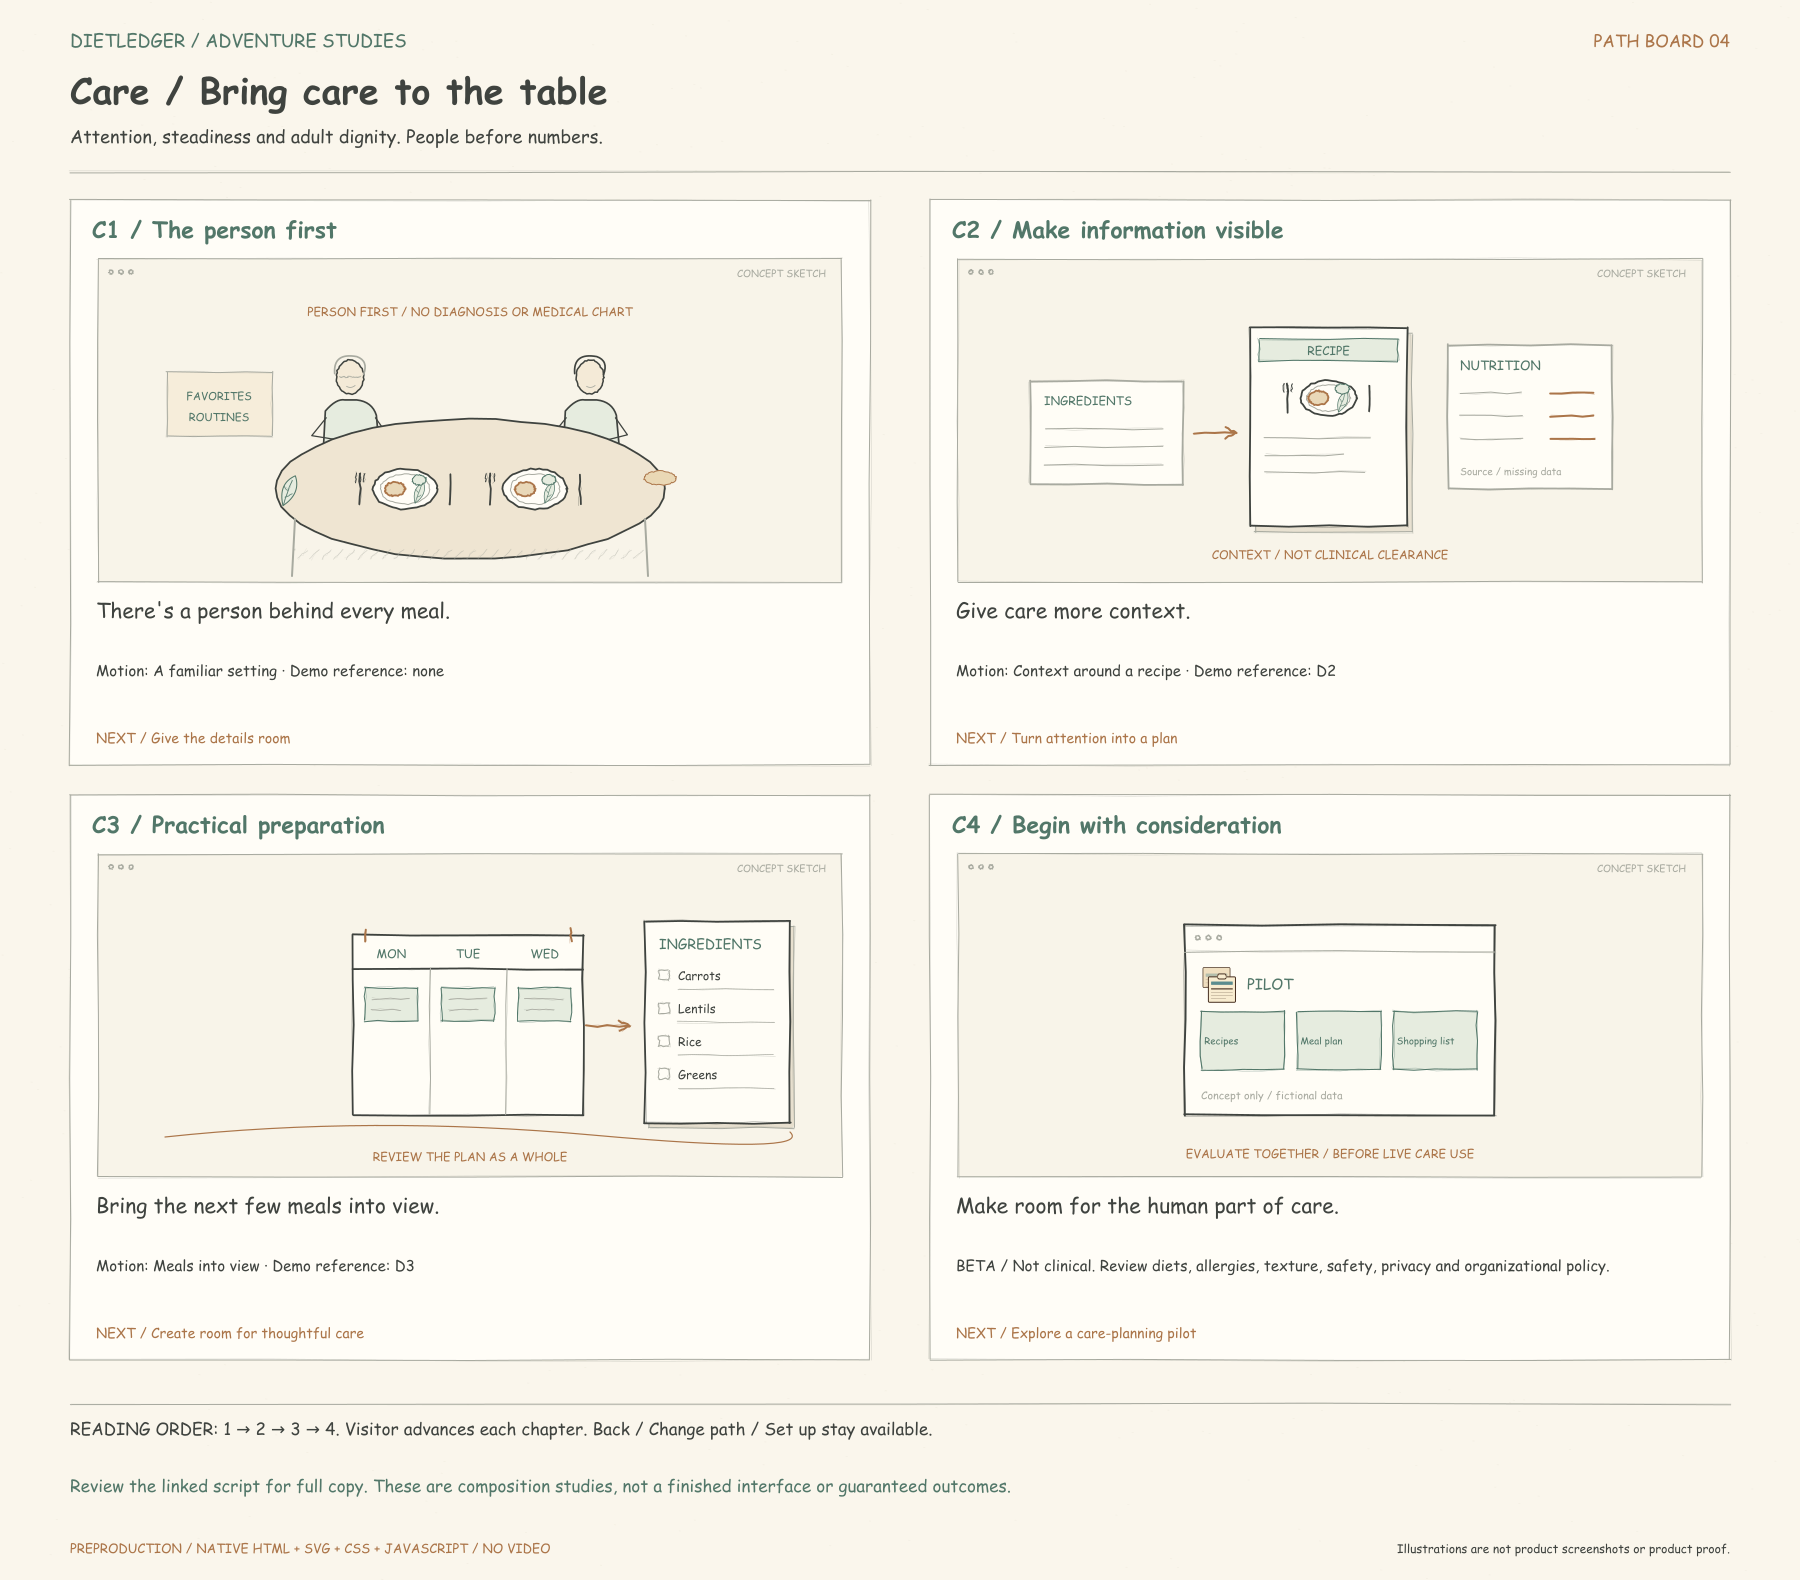 DIETLEDGER / ADVENTURE STUDIES
PATH BOARD 04
Care / Bring care to the table
Attention, steadiness and adult dignity. People before numbers.
C1 / The person first
CONCEPT SKETCH
PERSON FIRST / NO DIAGNOSIS OR MEDICAL CHART
FAVORITES
ROUTINES
There's a person behind every meal.
Motion: A familiar setting · Demo reference: none
NEXT / Give the details room
C2 / Make information visible
CONCEPT SKETCH
INGREDIENTS
RECIPE
NUTRITION
Source / missing data
CONTEXT / NOT CLINICAL CLEARANCE
Give care more context.
Motion: Context around a recipe · Demo reference: D2
NEXT / Turn attention into a plan
C3 / Practical preparation
CONCEPT SKETCH
MON TUE WED
INGREDIENTS
Carrots
Lentils
Rice
Greens
REVIEW THE PLAN AS A WHOLE
Bring the next few meals into view.
Motion: Meals into view · Demo reference: D3
NEXT / Create room for thoughtful care
C4 / Begin with consideration
CONCEPT SKETCH
PILOT
Recipes Meal plan Shopping list
Concept only / fictional data
EVALUATE TOGETHER / BEFORE LIVE CARE USE
Make room for the human part of care.
BETA / Not clinical. Review diets, allergies, texture, safety, privacy and organizational policy.
NEXT / Explore a care-planning pilot
READING ORDER: 1 → 2 → 3 → 4. Visitor advances each chapter. Back / Change path / Set up stay available.
Review the linked script for full copy. These are composition studies, not a finished interface or guaranteed outcomes.
PREPRODUCTION / NATIVE HTML + SVG + CSS + JAVASCRIPT / NO VIDEO
Illustrations are not product screenshots or product proof.